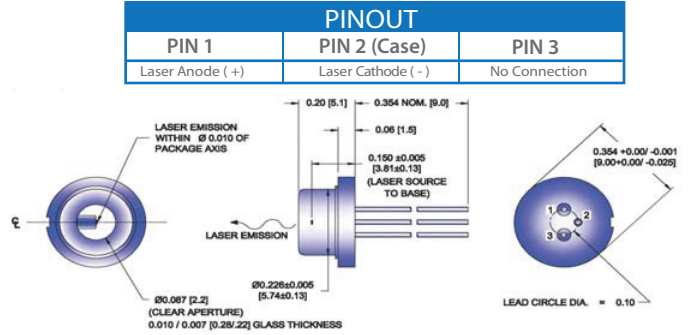 PINOUT
PIN 1 PIN 2 (Case) PIN 3
Laser Anode ( +) Laser Cathode ( - ) No Connection
0.20 [5.1] 0.354 NOM. [9.0]
0.06 [1.5]
LASER EMISSION
WITHIN Ø 0.010 OF
PACKAGE AXIS
0.150 ±0.005
[3.81±0.13]
(LASER SOURCE
TO BASE)
0.354 +0.00/ -0.001
[9.00+0.00/ -0.025]
℄
LASER EMISSION
1
2
3
Ø0.226±0.005
[5.74±0.13]
Ø0.087 [2.2]
(CLEAR APERTURE)
0.010 / 0.007 [0.28/.22] GLASS THICKNESS
LEAD CIRCLE DIA. = 0.10